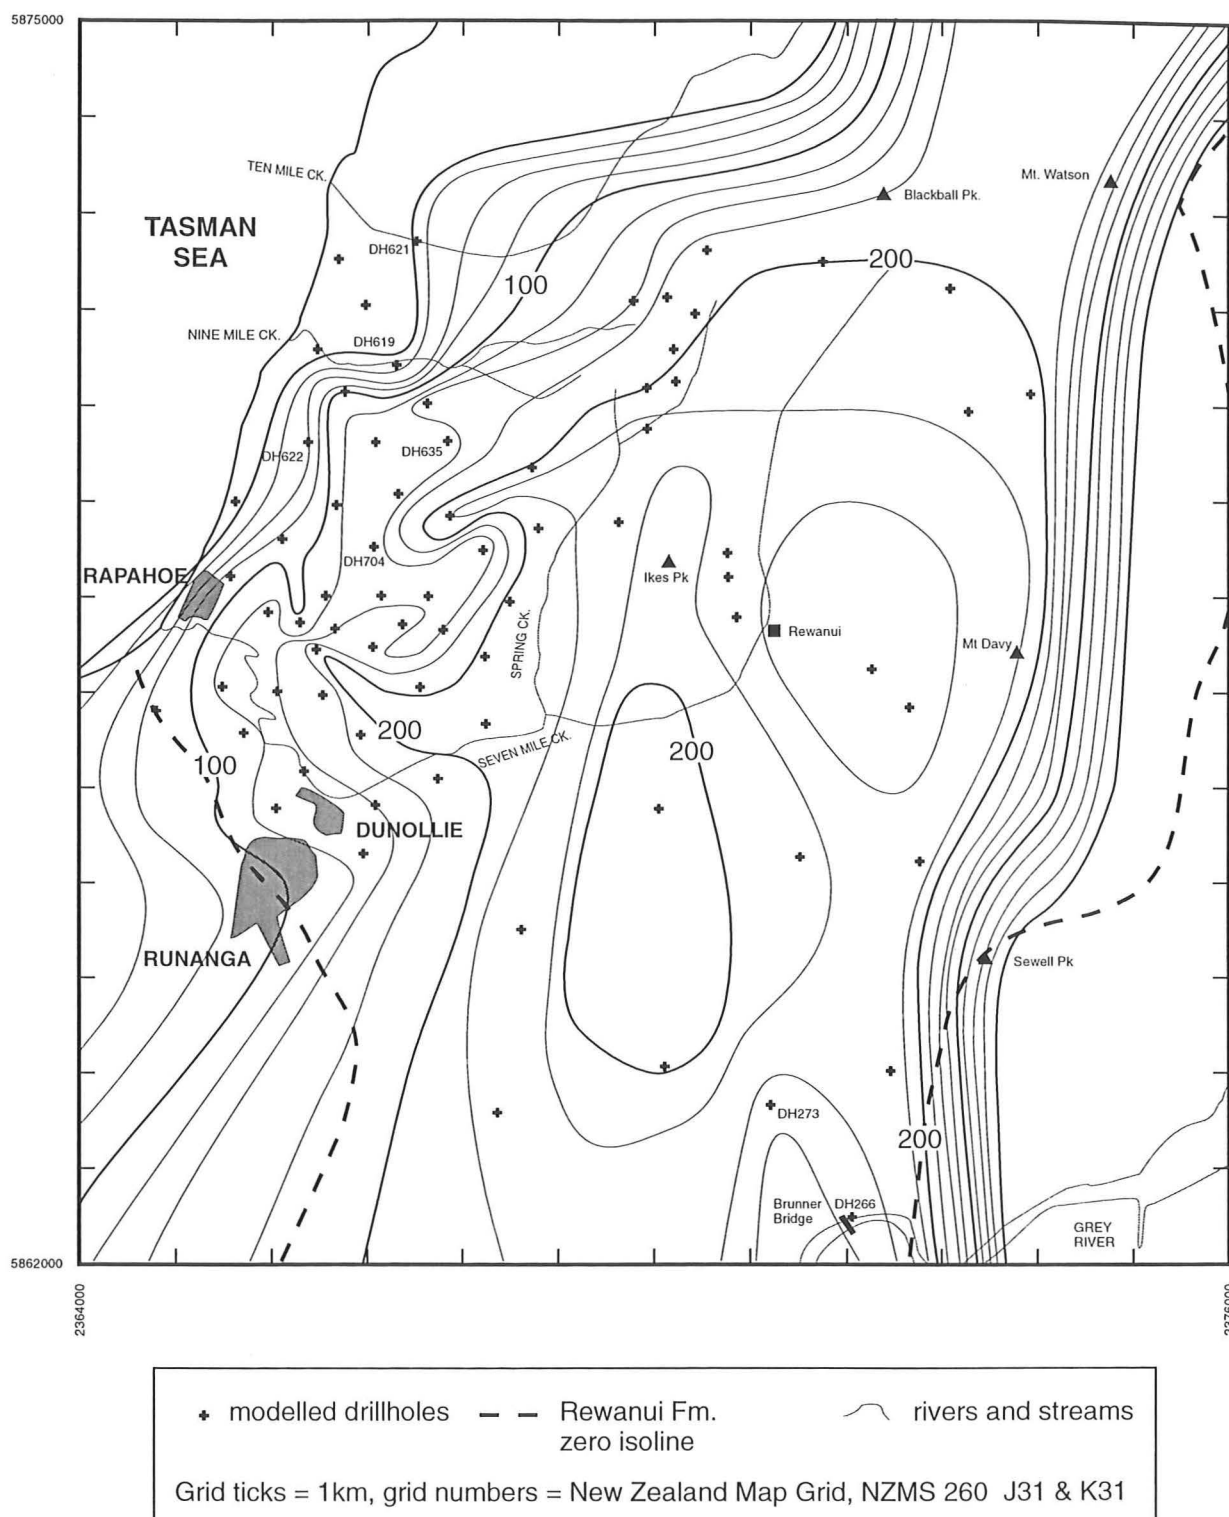 5875000
TEN MILE CK.
Mt. Watson
Blackball Pk.
TASMAN
SEA
DH621
200
100
NINE MILE CK.
DH619
DH622
DH635
DH704
RAPAHOE
Ikes Pk
SPRING CK.
Rewanui
Mt Davy
200
SEVEN MILE CK.
200
100
DUNOLLIE
RUNANGA
Sewell Pk
DH273
200
Brunner
Bridge
DH266
GREY
RIVER
5862000
2364000
2376000
modelled drillholes
Rewanui Fm.
zero isoline
rivers and streams
Grid ticks = 1km, grid numbers = New Zealand Map Grid, NZMS 260 J31 & K31